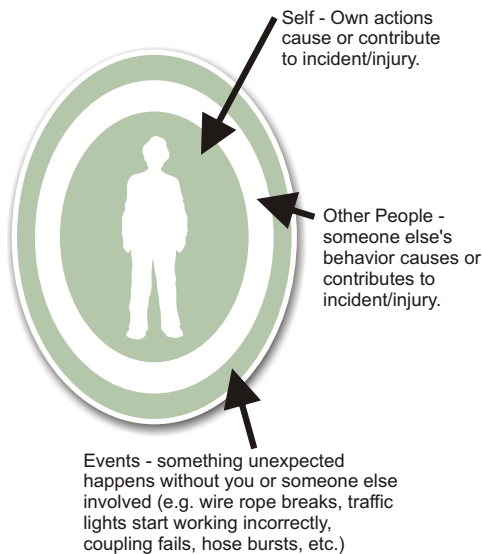 Self - Own actions
cause or contribute
to incident/injury.
Other People -
someone else's
behavior causes or
contributes to
incident/injury.
Events - something unexpected
happens without you or someone else
involved (e.g. wire rope breaks, traffic
lights start working incorrectly,
coupling fails, hose bursts, etc.)